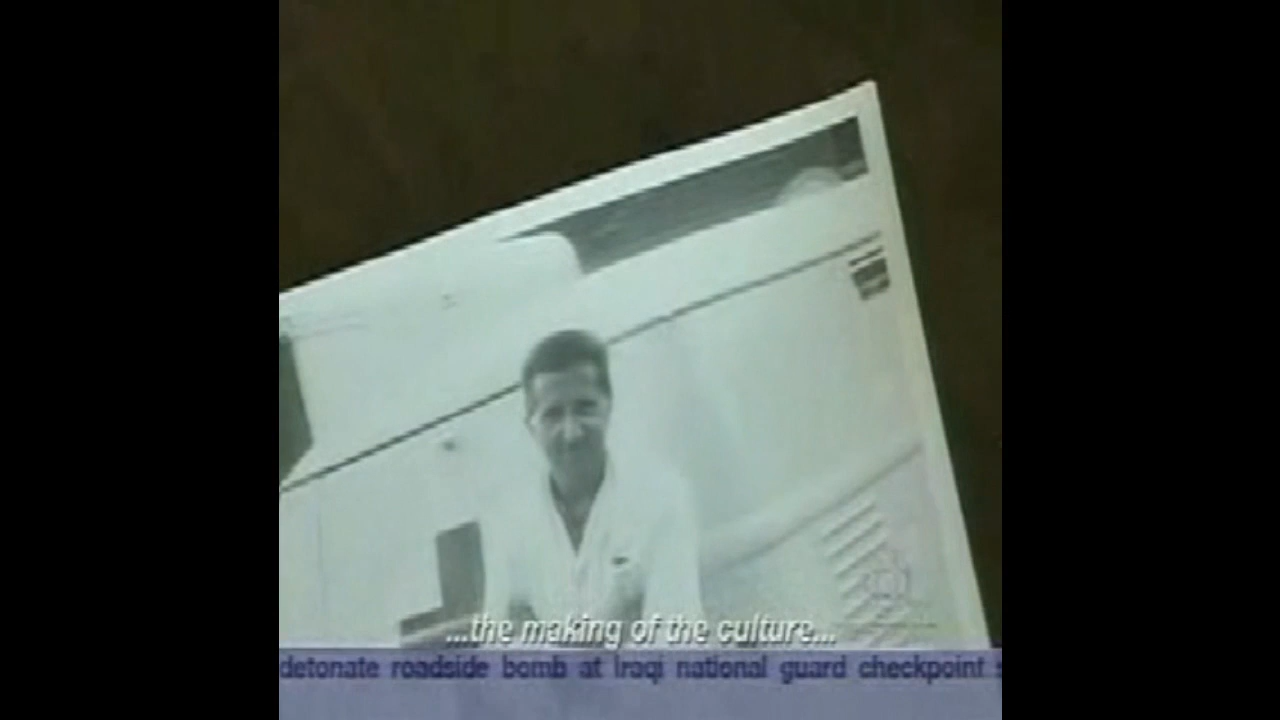 ...the making of the culture...
detonate roadside bomb at Iraqi national guard checkpoint